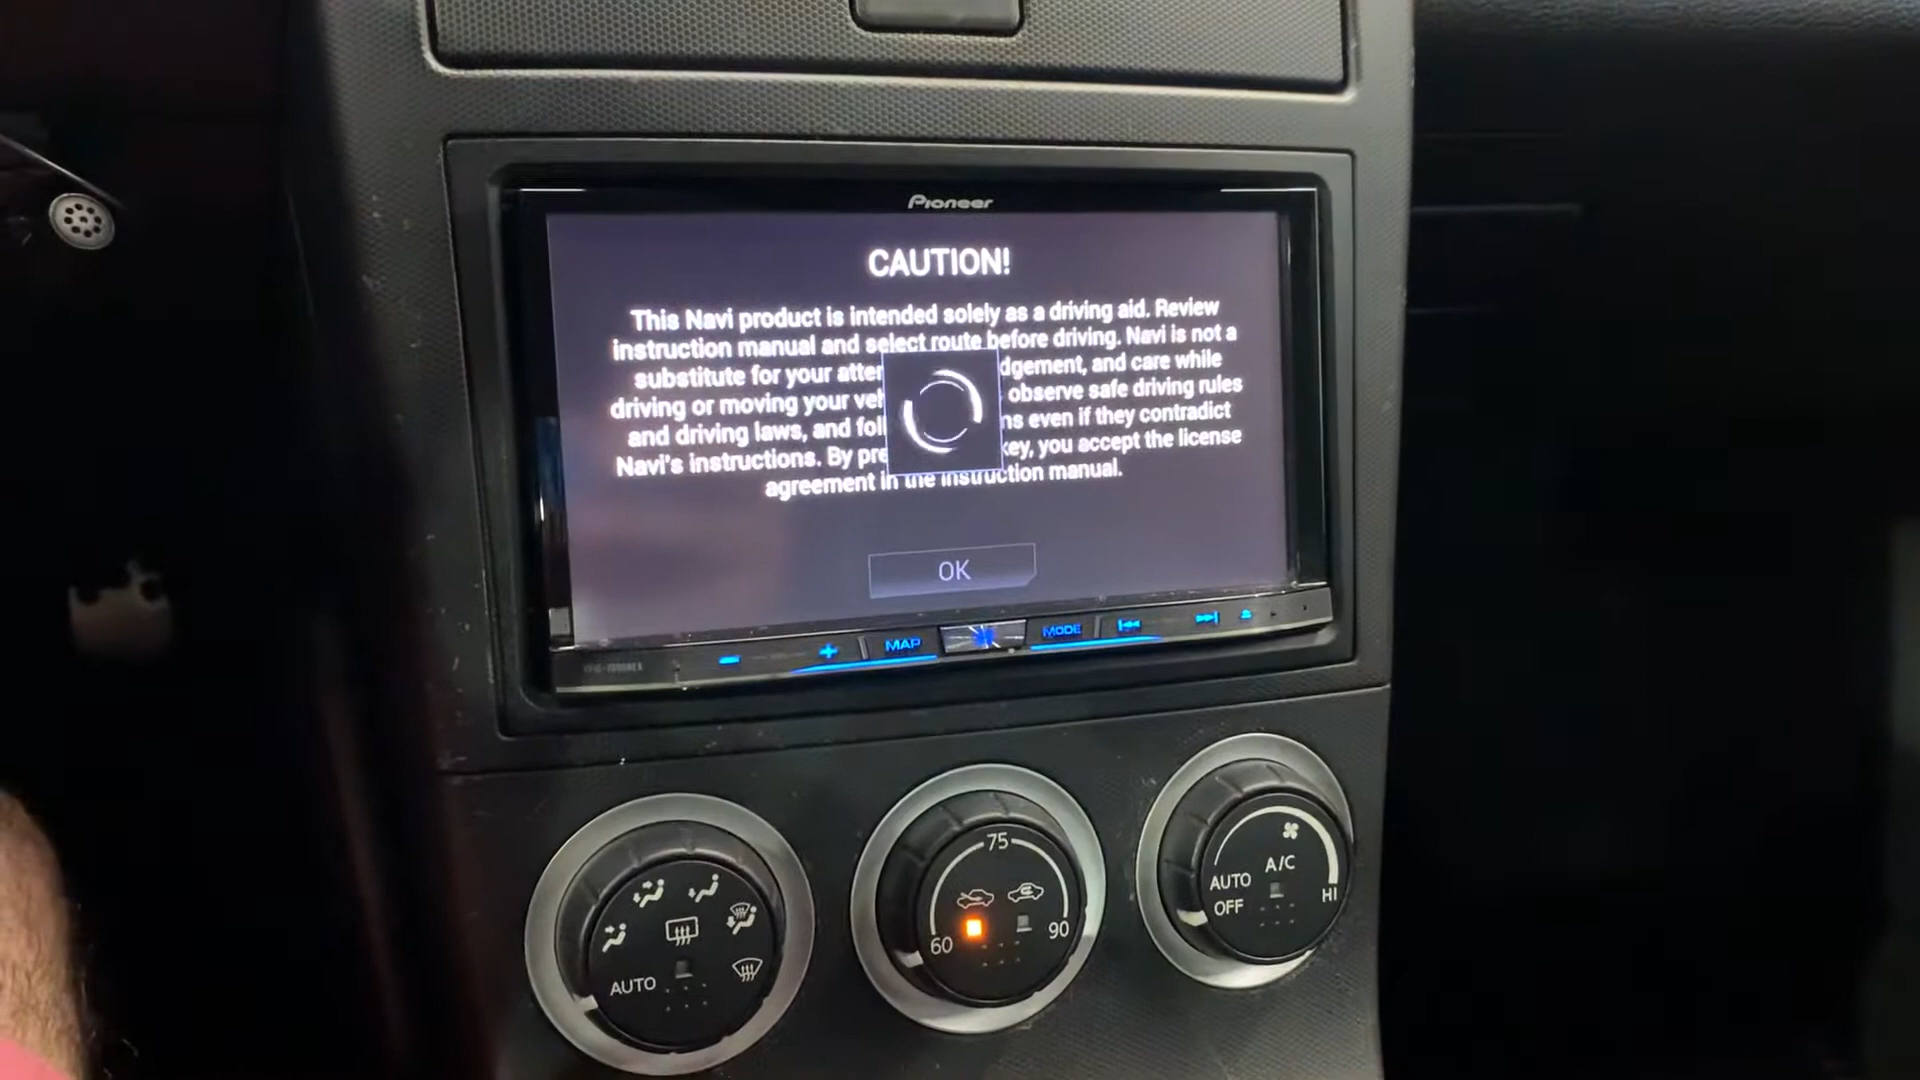 Pioneer
CAUTION!
This Navi product is intended solely as a driving aid. Review
instruction manual and select route before driving. Navi is not a
substitute for your atten dgement, and care while
driving or moving your veh observe safe driving rules
and driving laws, and foll ns even if they contradict
Navi's instructions. By pre key, you accept the license
agreement in the instruction manual.
OK
MAP
MODE
75
60
90
AUTO
A/C
AUTO
OFF
HI